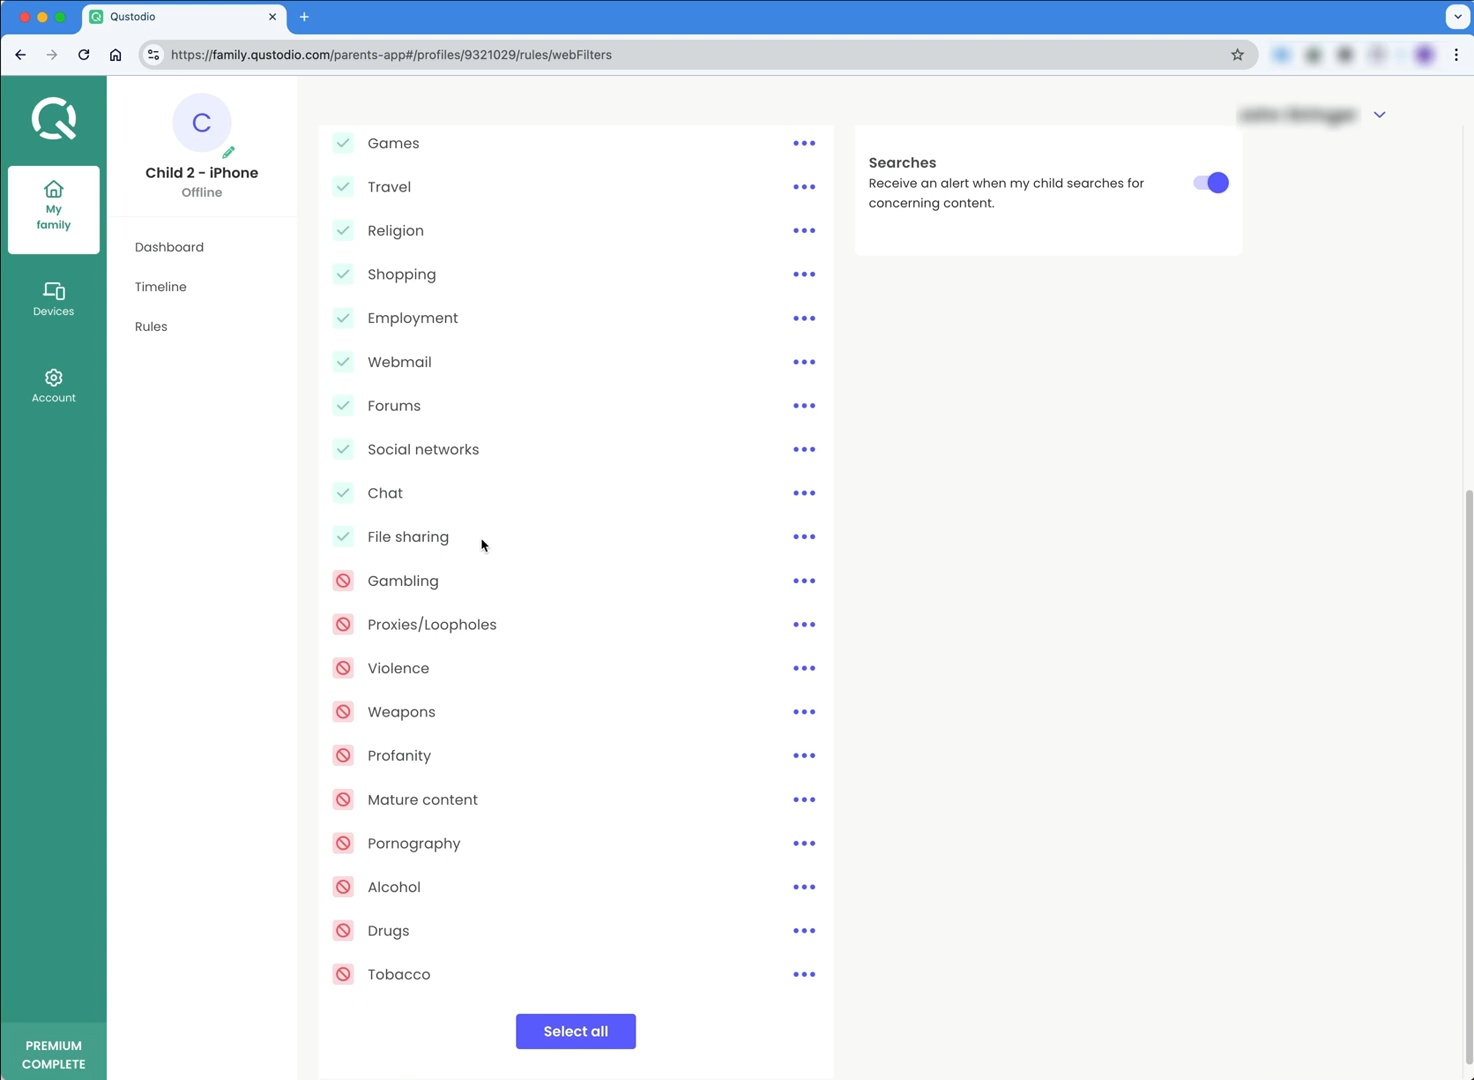 Qustodio
https://family.qustodio.com/parents-app#/profiles/9321029/rules/webFilters
My
family
Devices
Account
PREMIUM
COMPLETE
C
Child 2 - iPhone
Offline
Dashboard
Timeline
Rules
Games
Travel
Religion
Shopping
Employment
Webmail
Forums
Social networks
Chat
File sharing
Gambling
Proxies/Loopholes
Violence
Weapons
Profanity
Mature content
Pornography
Alcohol
Drugs
Tobacco
Select all
Searches
Receive an alert when my child searches for
concerning content.